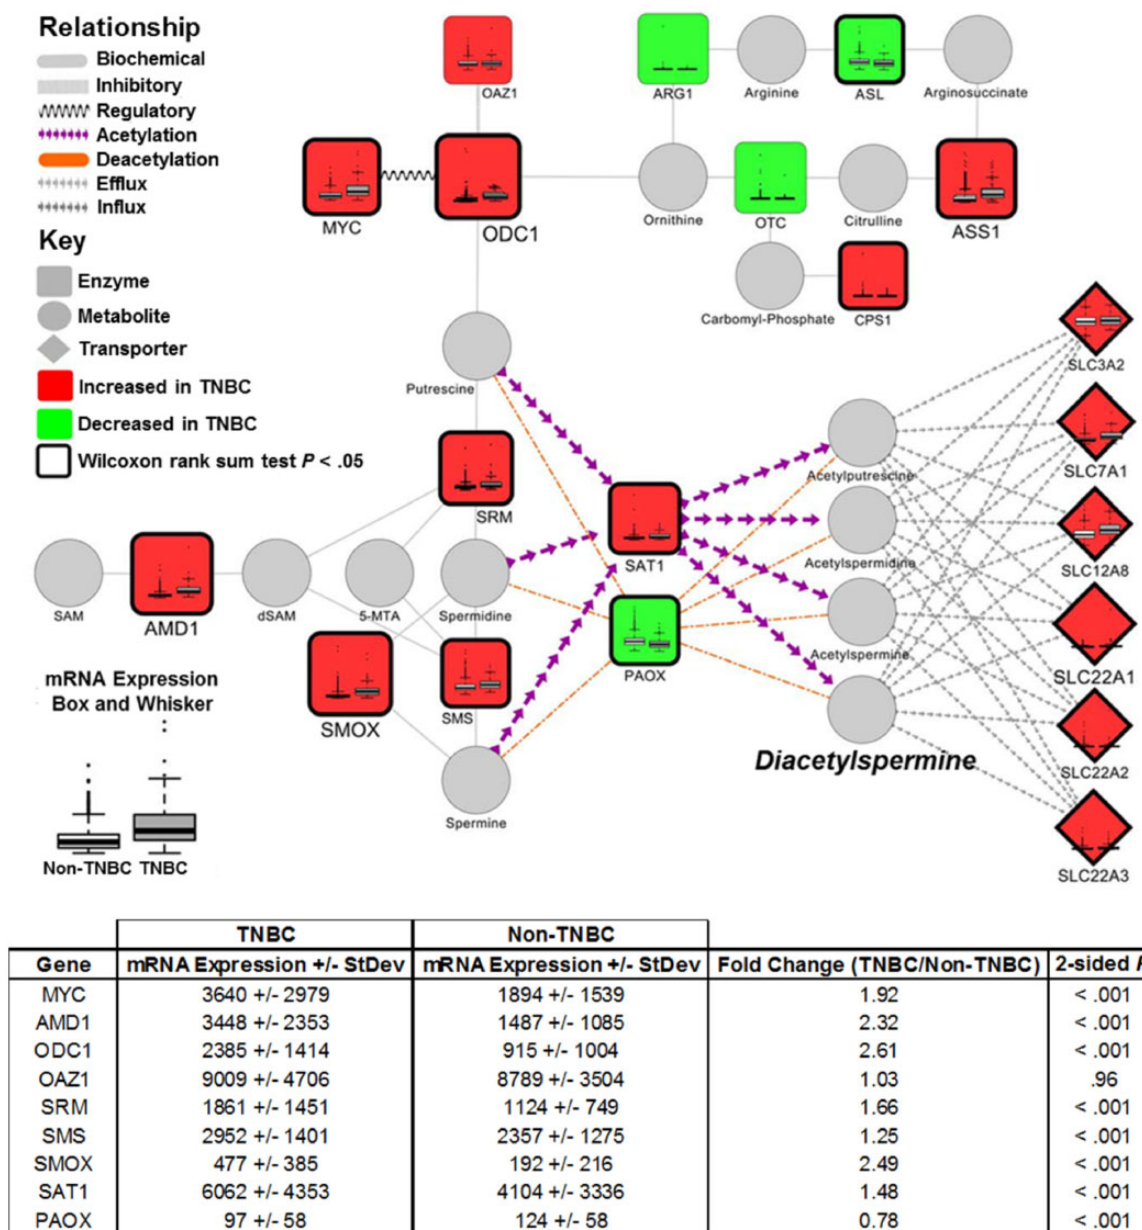 Relationship
Biochemical
Inhibitory
Regulatory
Acetylation
Deacetylation
Efflux
Influx
Key
Enzyme
Metabolite
Transporter
Increased in TNBC
Decreased in TNBC
Wilcoxon rank sum test P < .05
OAZ1
ARG1
Arginine
ASL
Arginosuccinate
MYC
ODC1
Ornithine
OTC
Citrulline
ASS1
Carbomyl-Phosphate
CPS1
Putrescine
SLC3A2
SRM
SAT1
Acetylputrescine
SLC7A1
Acetylspermidine
SLC12A8
SAM
AMD1
dSAM
5-MTA
Spermidine
PAOX
Acetylspermine
SLC22A1
SMOX
SMS
Diacetylspermine
SLC22A2
Spermine
SLC22A3
mRNA Expression
Box and Whisker
Non-TNBC TNBC
TNBC Non-TNBC
Gene mRNA Expression +/- StDev mRNA Expression +/- StDev Fold Change (TNBC/Non-TNBC) 2-sided
MYC 3640 +/- 2979 1894 +/- 1539 1.92 < .001
AMD1 3448 +/- 2353 1487 +/- 1085 2.32 < .001
ODC1 2385 +/- 1414 915 +/- 1004 2.61 < .001
OAZ1 9009 +/- 4706 8789 +/- 3504 1.03 .96
SRM 1861 +/- 1451 1124 +/- 749 1.66 < .001
SMS 2952 +/- 1401 2357 +/- 1275 1.25 < .001
SMOX 477 +/- 385 192 +/- 216 2.49 < .001
SAT1 6062 +/- 4353 4104 +/- 3336 1.48 < .001
PAOX 97 +/- 58 124 +/- 58 0.78 < .001